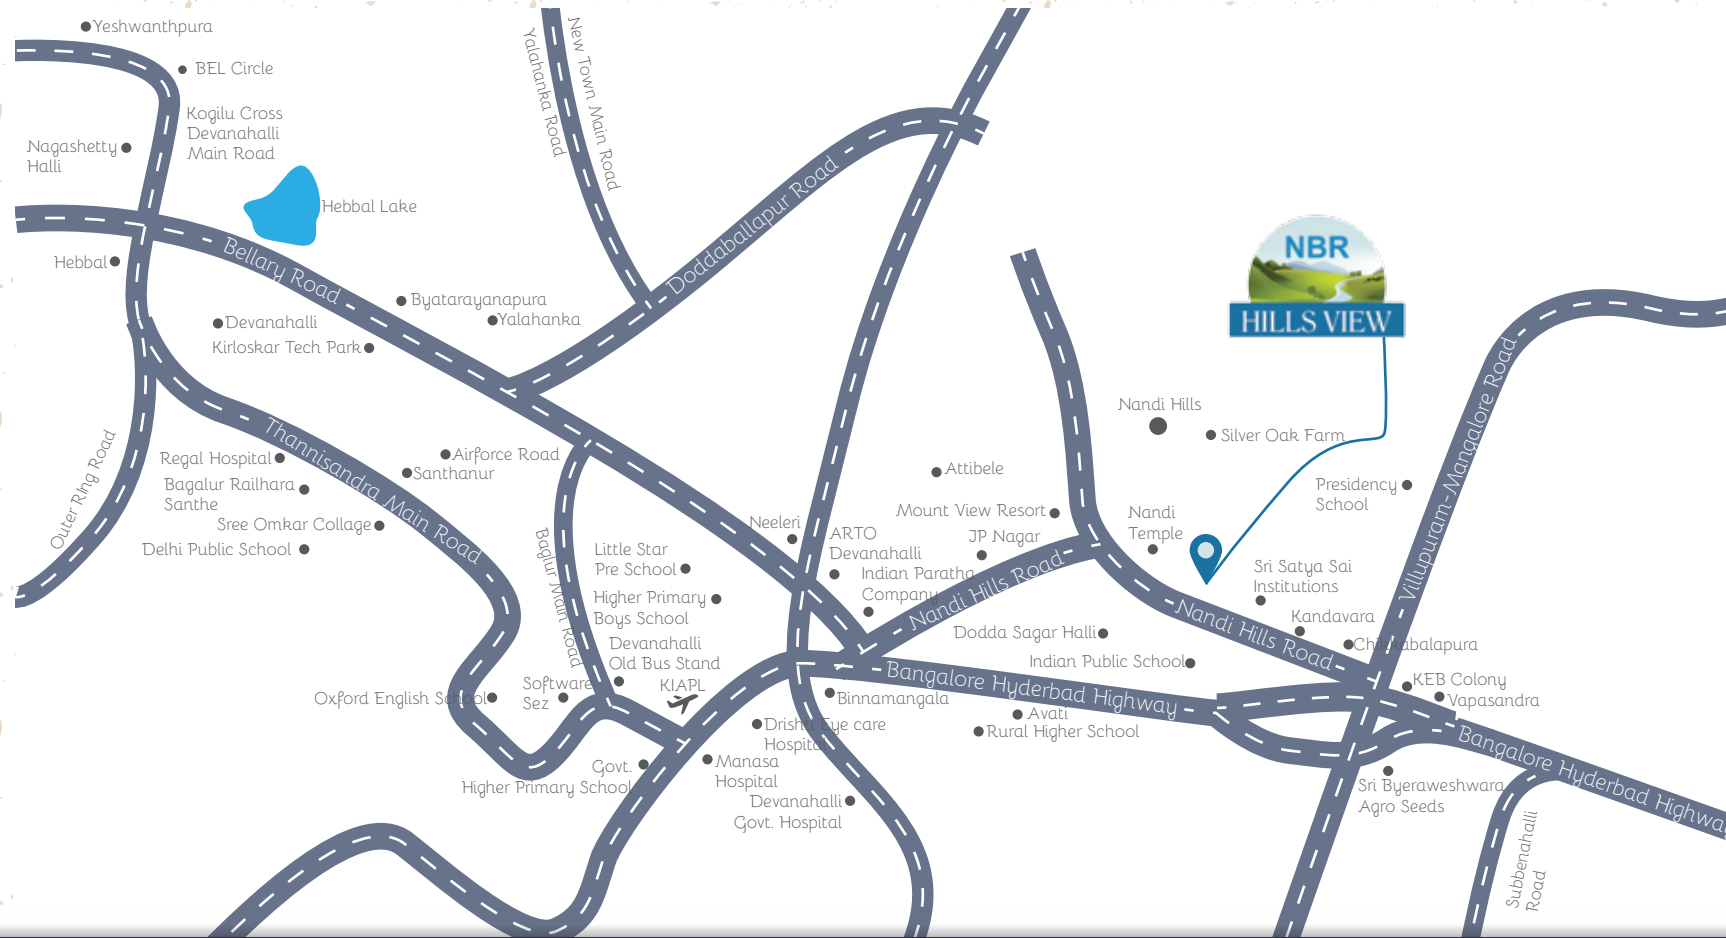 Yeshwanthpura
BEL Circle
Kogilu Cross
Devanahalli
Main Road
Nagashetty
Halli
Hebbal Lake
Hebbal
Bellary Road
Yalahanka Road
New Town Main Road
Doddaballapur Road
Byatarayanapura
Yalahanka
Devanahalli
Kirloskar Tech Park
NBR
HILLS VIEW
Nandi Hills
Silver Oak Farm
Villupuram-Mangalore Road
Outer RIng Road
Thannisandra Main Road
Regal Hospital
Bagalur Railhara
Santhe
Sree Omkar Collage
Delhi Public School
Airforce Road
Santhanur
Baglur Main Road
Attibele
Presidency
School
Mount View Resort
JP Nagar
Nandi
Temple
Neeleri
ARTO
Devanahalli
Indian Paratha
Company
Little Star
Pre School
Higher Primary
Boys School
Devanahalli
Old Bus Stand
KIAPL
Nandi Hills Road
Sri Satya Sai
Institutions
Kandavara
Chikkabalapura
Nandi Hills Road
Dodda Sagar Halli
Indian Public School
Bangalore Hyderbad Highway
KEB Colony
Vapasandra
Oxford English School
Software
Sez
Binnamangala
Avati
Rural Higher School
Drishti Eye care
Hospital
Manasa
Hospital
Govt.
Higher Primary School
Devanahalli
Govt. Hospital
Bangalore Hyderbad Highwa
Sri Byeraweshwara
Agro Seeds
Subbenahalli
Road